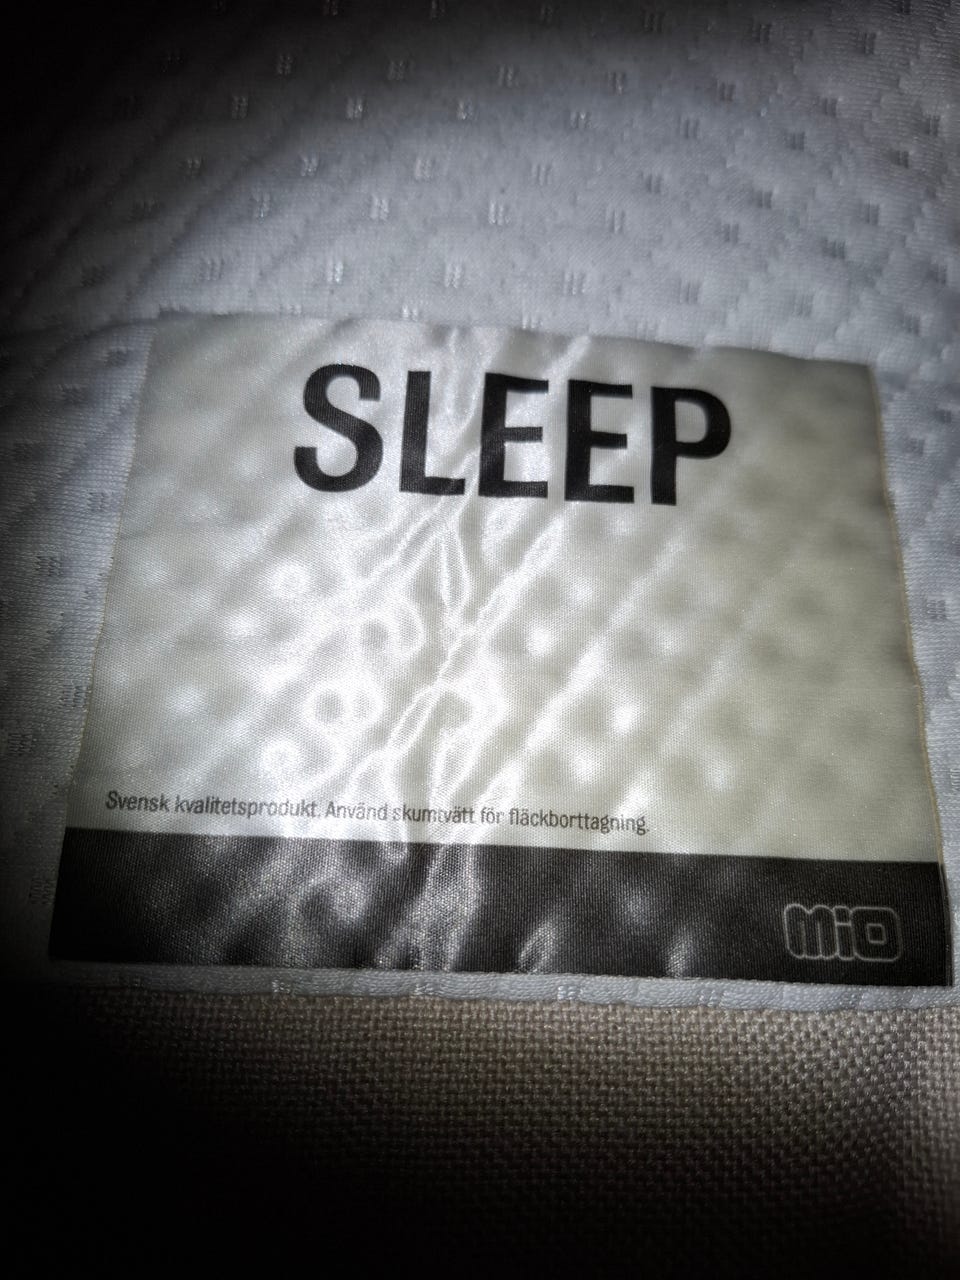 SLEEP
Svensk kvalitetsprodukt. Använd skumtvätt för fläckborttagning.
MiO